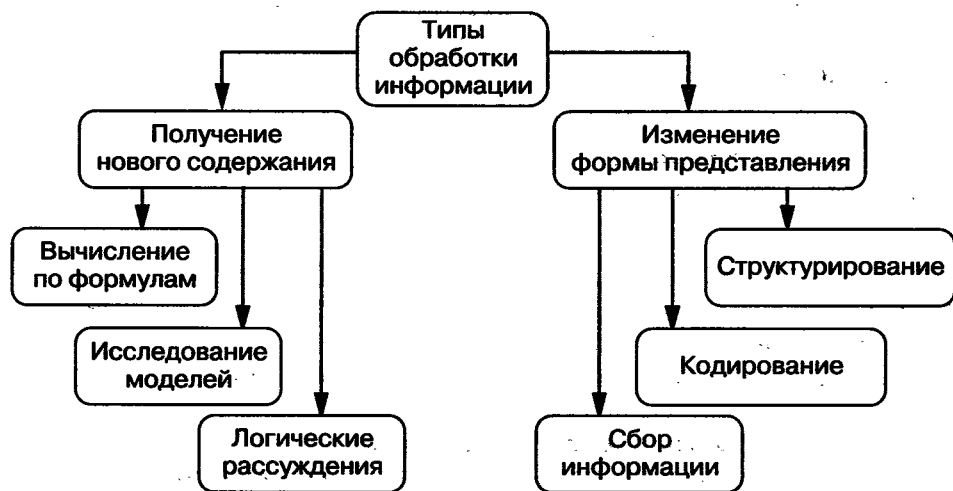 Типы
обработки
информации
Получение
нового содержания
Изменение
формы представления
Вычисление
по формулам
Структурирование
Исследование
моделей
Кодирование
Логические
рассуждения
Сбор
информации